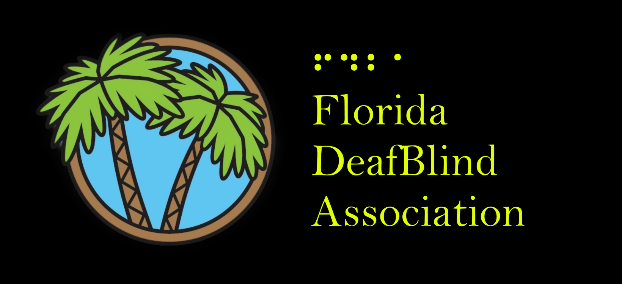 ⠋⠙⠃⠁
Florida
DeafBlind
Association